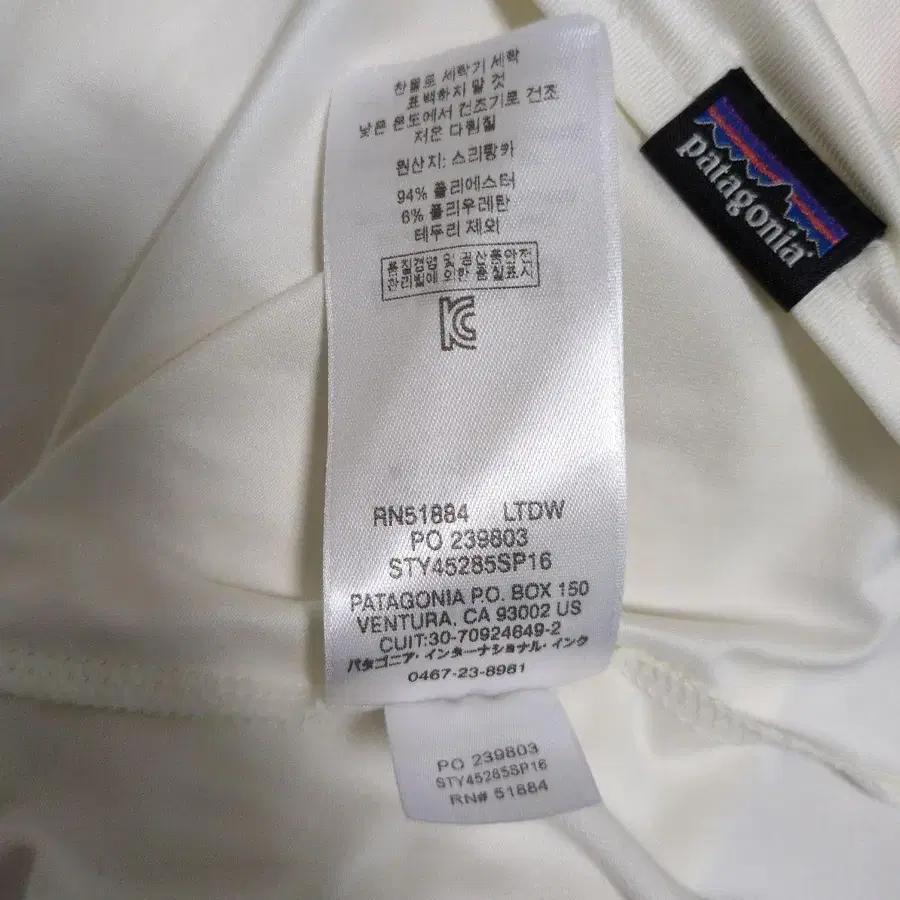 찬물로 세탁기 세탁
표백하지 말 것
낮은 온도에서 건조기로 건조
저온 다림질
원산지: 스리랑카
94% 폴리에스터
6% 폴리우레탄
테두리 제외
품질경영 및 공산품안전
관리법에 의한 품질표시
RN51884 LTDW
PO 239803
STY45285SP16
PATAGONIA P.O. BOX 150
VENTURA, CA 93002 US
CUIT:30-70924649-2
パタゴニア・インターナショナル・インク
0467-23-8961
PO 239803
STY45285SP16
RN# 51884
patagonia®